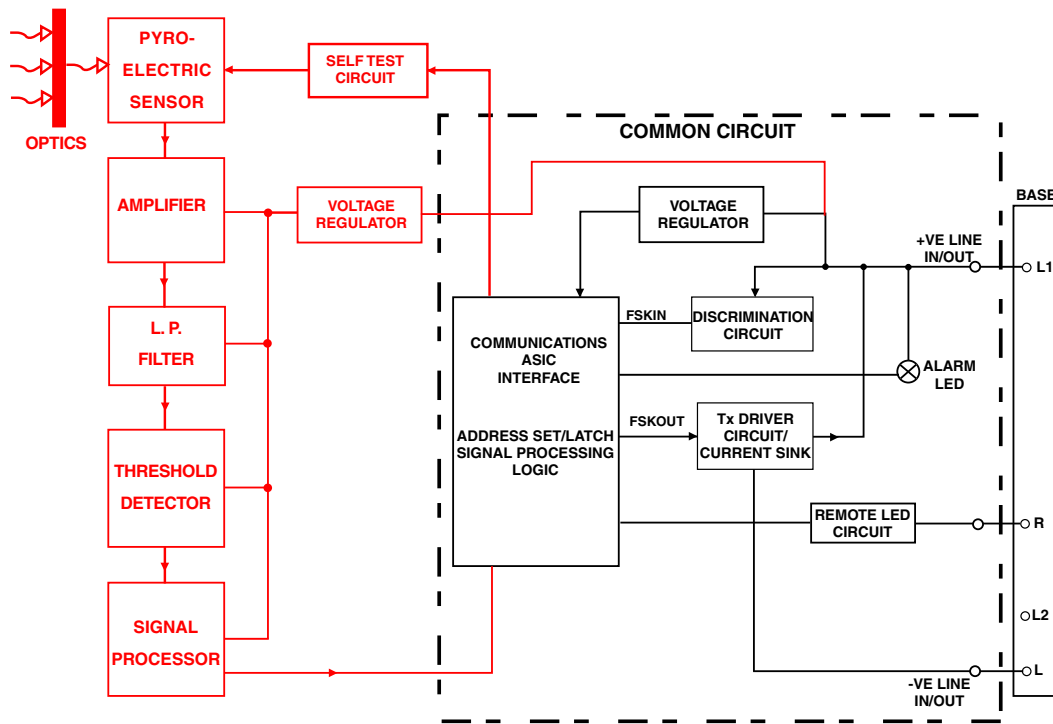 PYRO-
ELECTRIC
SENSOR
OPTICS
SELF TEST
CIRCUIT
COMMON CIRCUIT
AMPLIFIER
VOLTAGE
REGULATOR
VOLTAGE
REGULATOR
BASE
+VE LINE
IN/OUT
L1
L. P.
FILTER
FSKIN
DISCRIMINATION
CIRCUIT
COMMUNICATIONS
ASIC
INTERFACE
ALARM
LED
ADDRESS SET/LATCH
SIGNAL PROCESSING
LOGIC
FSKOUT
Tx DRIVER
CIRCUIT/
CURRENT SINK
THRESHOLD
DETECTOR
REMOTE LED
CIRCUIT
R
SIGNAL
PROCESSOR
L2
L
-VE LINE
IN/OUT